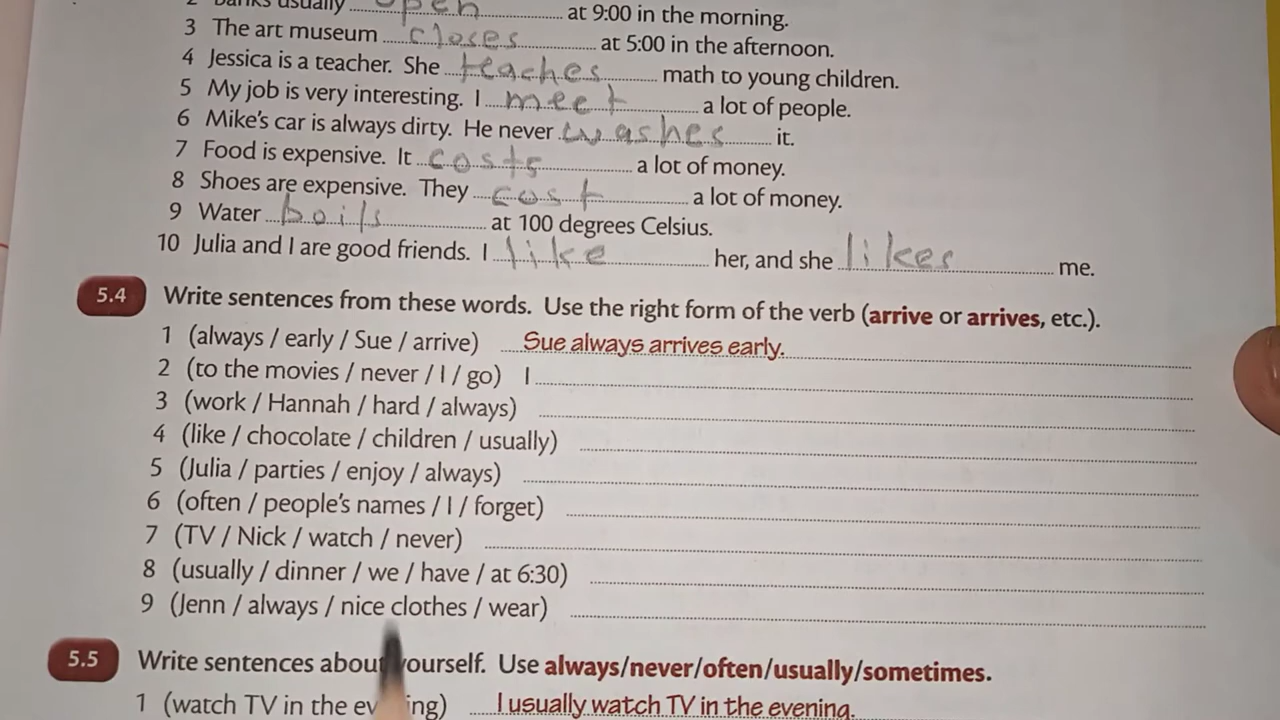 2 Banks usually open at 9:00 in the morning.
3 The art museum closes at 5:00 in the afternoon.
4 Jessica is a teacher. She teaches math to young children.
5 My job is very interesting. I meet a lot of people.
6 Mike's car is always dirty. He never washes it.
7 Food is expensive. It costs a lot of money.
8 Shoes are expensive. They cost a lot of money.
9 Water boils at 100 degrees Celsius.
10 Julia and I are good friends. I like her, and she likes me.
5.4 Write sentences from these words. Use the right form of the verb (arrive or arrives, etc.).
1 (always / early / Sue / arrive) Sue always arrives early.
2 (to the movies / never / I / go) I
3 (work / Hannah / hard / always)
4 (like / chocolate / children / usually)
5 (Julia / parties / enjoy / always)
6 (often / people's names / I / forget)
7 (TV / Nick / watch / never)
8 (usually / dinner / we / have / at 6:30)
9 (Jenn / always / nice clothes / wear)
5.5 Write sentences about yourself. Use always/never/often/usually/sometimes.
1 (watch TV in the evening) I usually watch TV in the evening.